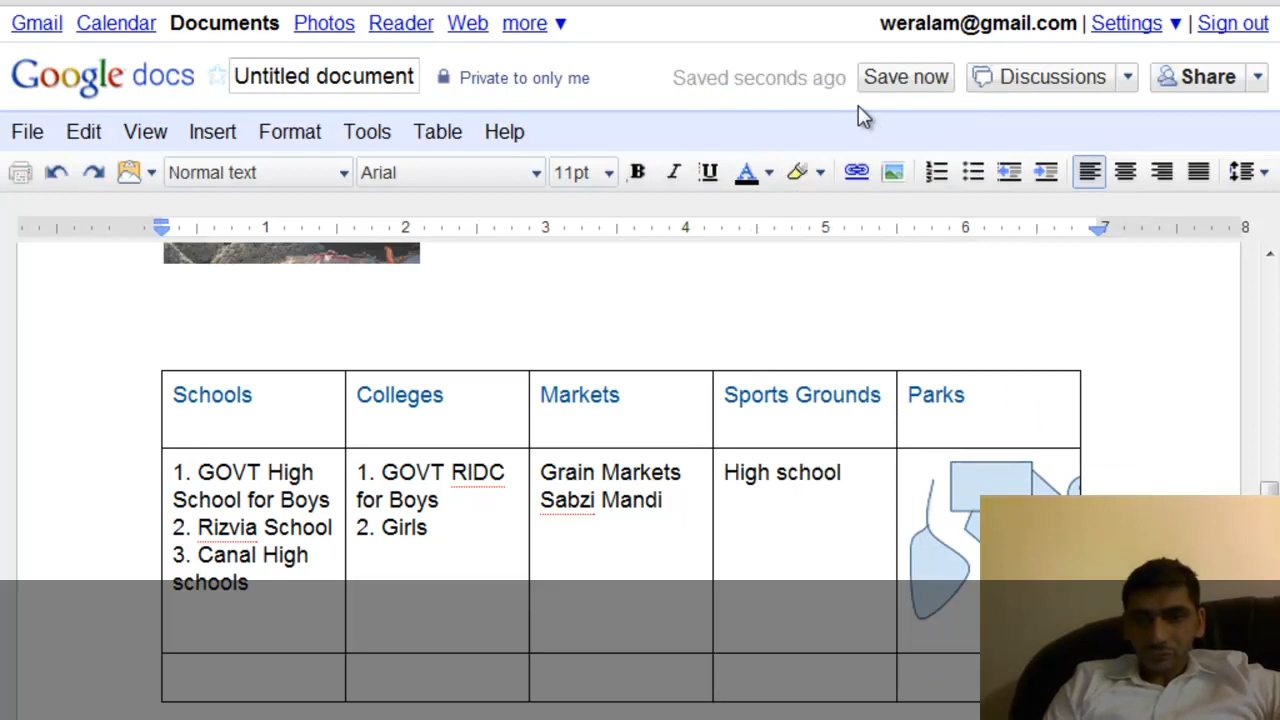 Gmail Calendar Documents Photos Reader Web more ▼ weralam@gmail.com | Settings ▼ | Sign out
Google docs Untitled document Private to only me Saved seconds ago Save now Discussions Share
File Edit View Insert Format Tools Table Help
Normal text Arial 11pt B I U A
1 2 3 4 5 6 7 8
Schools Colleges Markets Sports Grounds Parks
1. GOVT High 1. GOVT RIDC Grain Markets High school
School for Boys for Boys Sabzi Mandi
2. Rizvia School 2. Girls
3. Canal High
schools